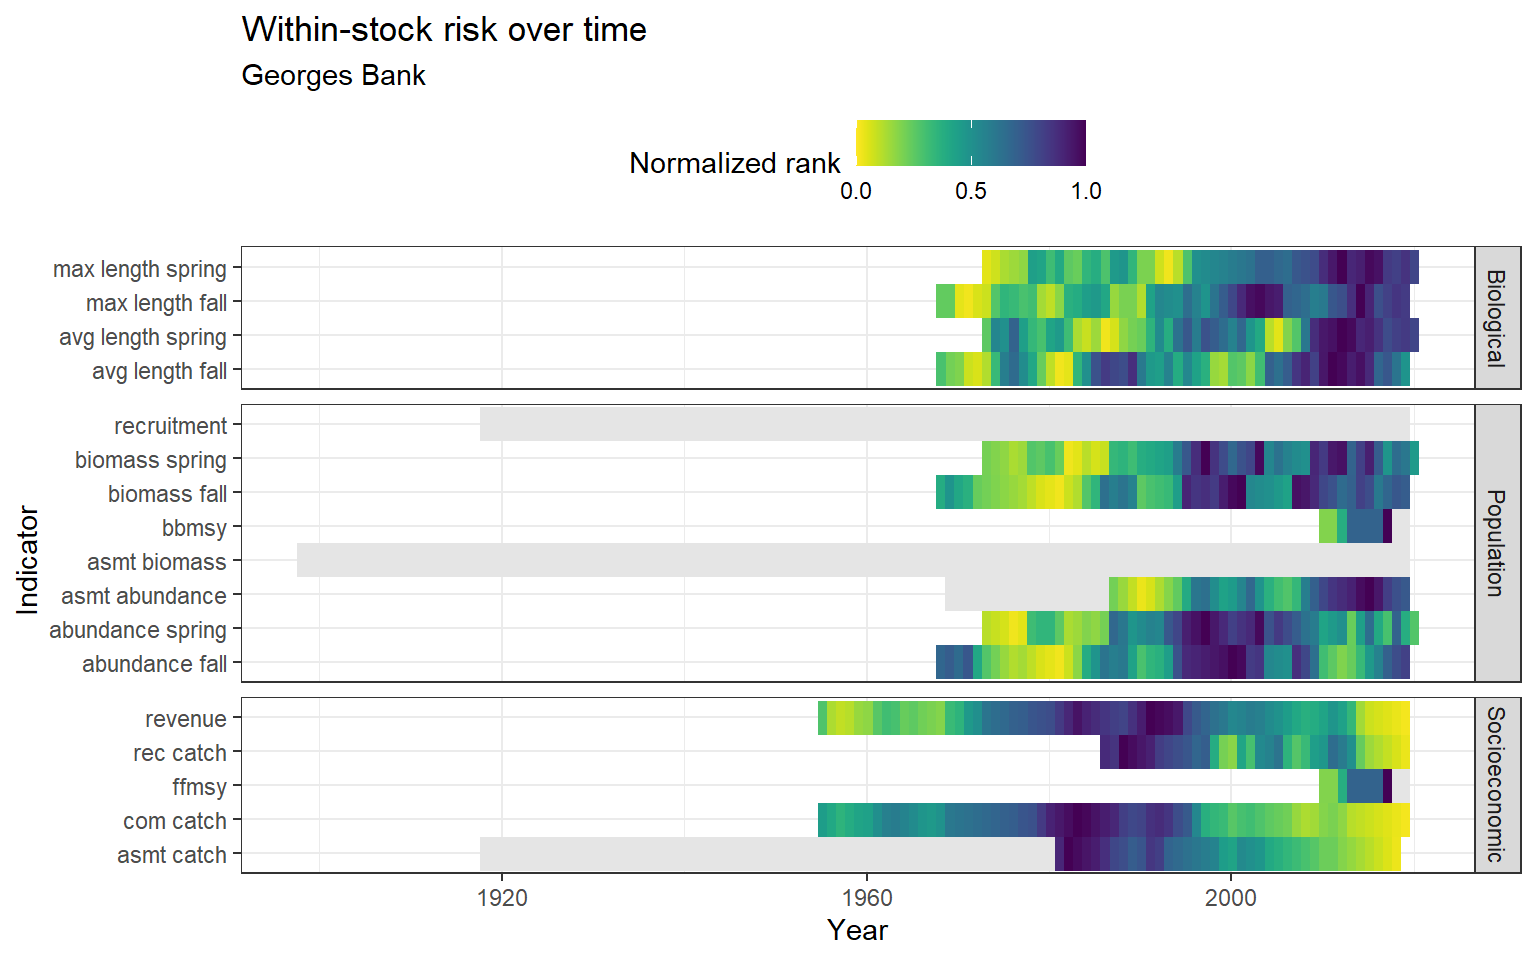 Within-stock risk over time
Georges Bank
Normalized rank
0.0 0.5 1.0
max length spring
max length fall
avg length spring
avg length fall
Biological
recruitment
biomass spring
biomass fall
bbmsy
asmt biomass
asmt abundance
abundance spring
abundance fall
Population
Indicator
revenue
rec catch
ffmsy
com catch
asmt catch
Socioeconomic
1920 1960 2000
Year